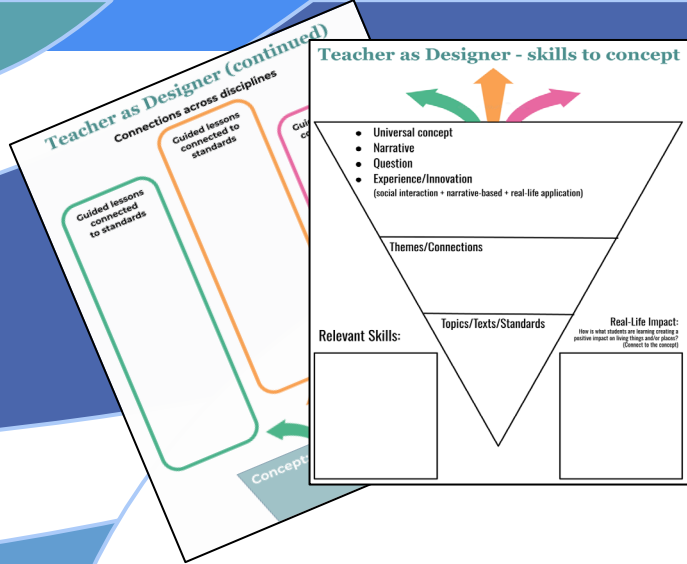 Teacher as Designer (continued)
Connections across disciplines
Guided lessons
connected
to standards
Guided lessons
connected to
standards
Teacher as Designer - skills to concept
● Universal concept
● Narrative
● Question
● Experience/Innovation
(social interaction + narrative-based + real-life application)
Themes/Connections
Topics/Texts/Standards
Relevant Skills:
Real-Life Impact:
How is what students are learning creating a
positive impact on living things and/or places?
(Connect to the concept)
Concept: